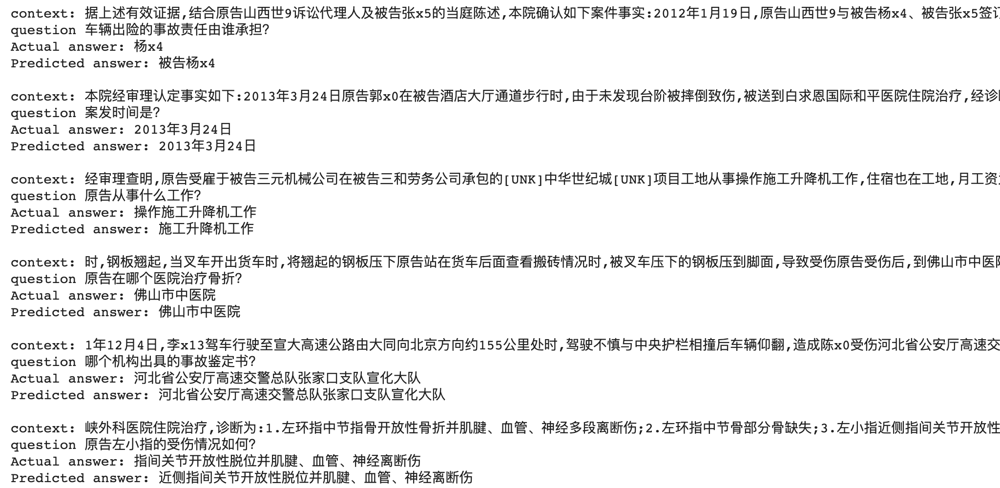 context: 据上述有效证据,结合原告山西世9诉讼代理人及被告张x5的当庭陈述,本院确认如下案件事实:2012年1月19日,原告山西世9与被告杨x4、被告张x5签订
question 车辆出险的事故责任由谁承担?
Actual answer: 杨x4
Predicted answer: 被告杨x4
context: 本院经审理认定事实如下:2013年3月24日原告郭x0在被告酒店大厅通道步行时,由于未发现台阶被摔倒致伤,被送到白求恩国际和平医院住院治疗,经诊
question 案发时间是?
Actual answer: 2013年3月24日
Predicted answer: 2013年3月24日
context: 经审理查明,原告受雇于被告三元机械公司在被告三和劳务公司承包的[UNK]中华世纪城[UNK]项目工地从事操作施工升降机工作,住宿也在工地,月工资
question 原告从事什么工作?
Actual answer: 操作施工升降机工作
Predicted answer: 施工升降机工作
context: 时,钢板翘起,当叉车开出货车时,将翘起的钢板压下原告站在货车后面查看搬砖情况时,被叉车压下的钢板压到脚面,导致受伤原告受伤后,到佛山市中医
question 原告在哪个医院治疗骨折?
Actual answer: 佛山市中医院
Predicted answer: 佛山市中医院
context: 1年12月4日,李x13驾车行驶至宣大高速公路由大同向北京方向约155公里处时,驾驶不慎与中央护栏相撞后车辆仰翻,造成陈x0受伤河北省公安厅高速交
question 哪个机构出具的事故鉴定书?
Actual answer: 河北省公安厅高速交警总队张家口支队宣化大队
Predicted answer: 河北省公安厅高速交警总队张家口支队宣化大队
context: 峡外科医院住院治疗,诊断为:1.左环指中节指骨开放性骨折并肌腱、血管、神经多段离断伤;2.左环指中节骨部分骨缺失;3.左小指近侧指间关节开放性
question 原告左小指的受伤情况如何?
Actual answer: 指间关节开放性脱位并肌腱、血管、神经离断伤
Predicted answer: 近侧指间关节开放性脱位并肌腱、血管、神经离断伤